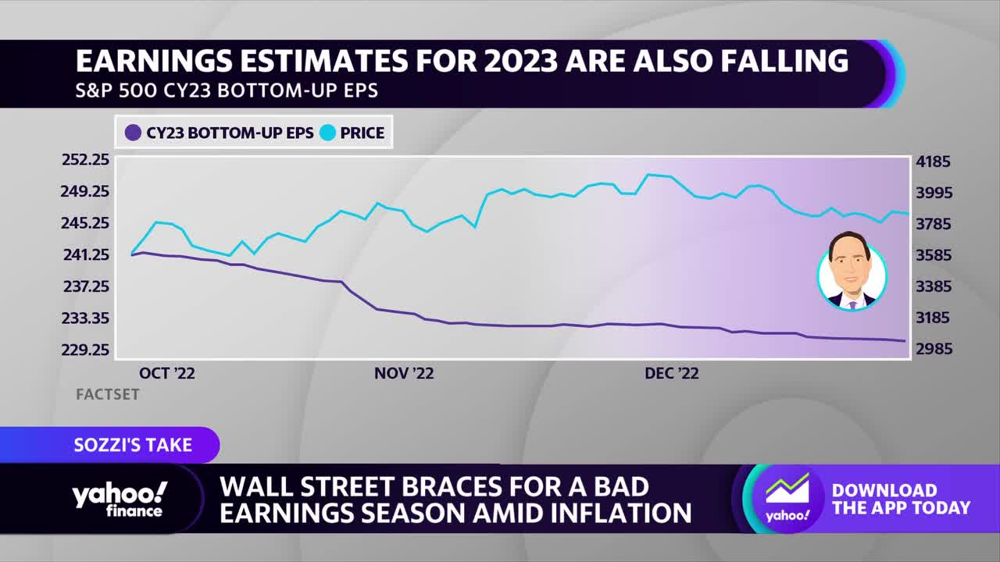 EARNINGS ESTIMATES FOR 2023 ARE ALSO FALLING
S&P 500 CY23 BOTTOM-UP EPS
CY23 BOTTOM-UP EPS PRICE
252.25
249.25
245.25
241.25
237.25
233.35
229.25
4185
3995
3785
3585
3385
3185
2985
OCT ’22 NOV ’22 DEC ’22
FACTSET
SOZZI'S TAKE
yahoo!
finance
WALL STREET BRACES FOR A BAD
EARNINGS SEASON AMID INFLATION
yahoo!
DOWNLOAD
THE APP TODAY